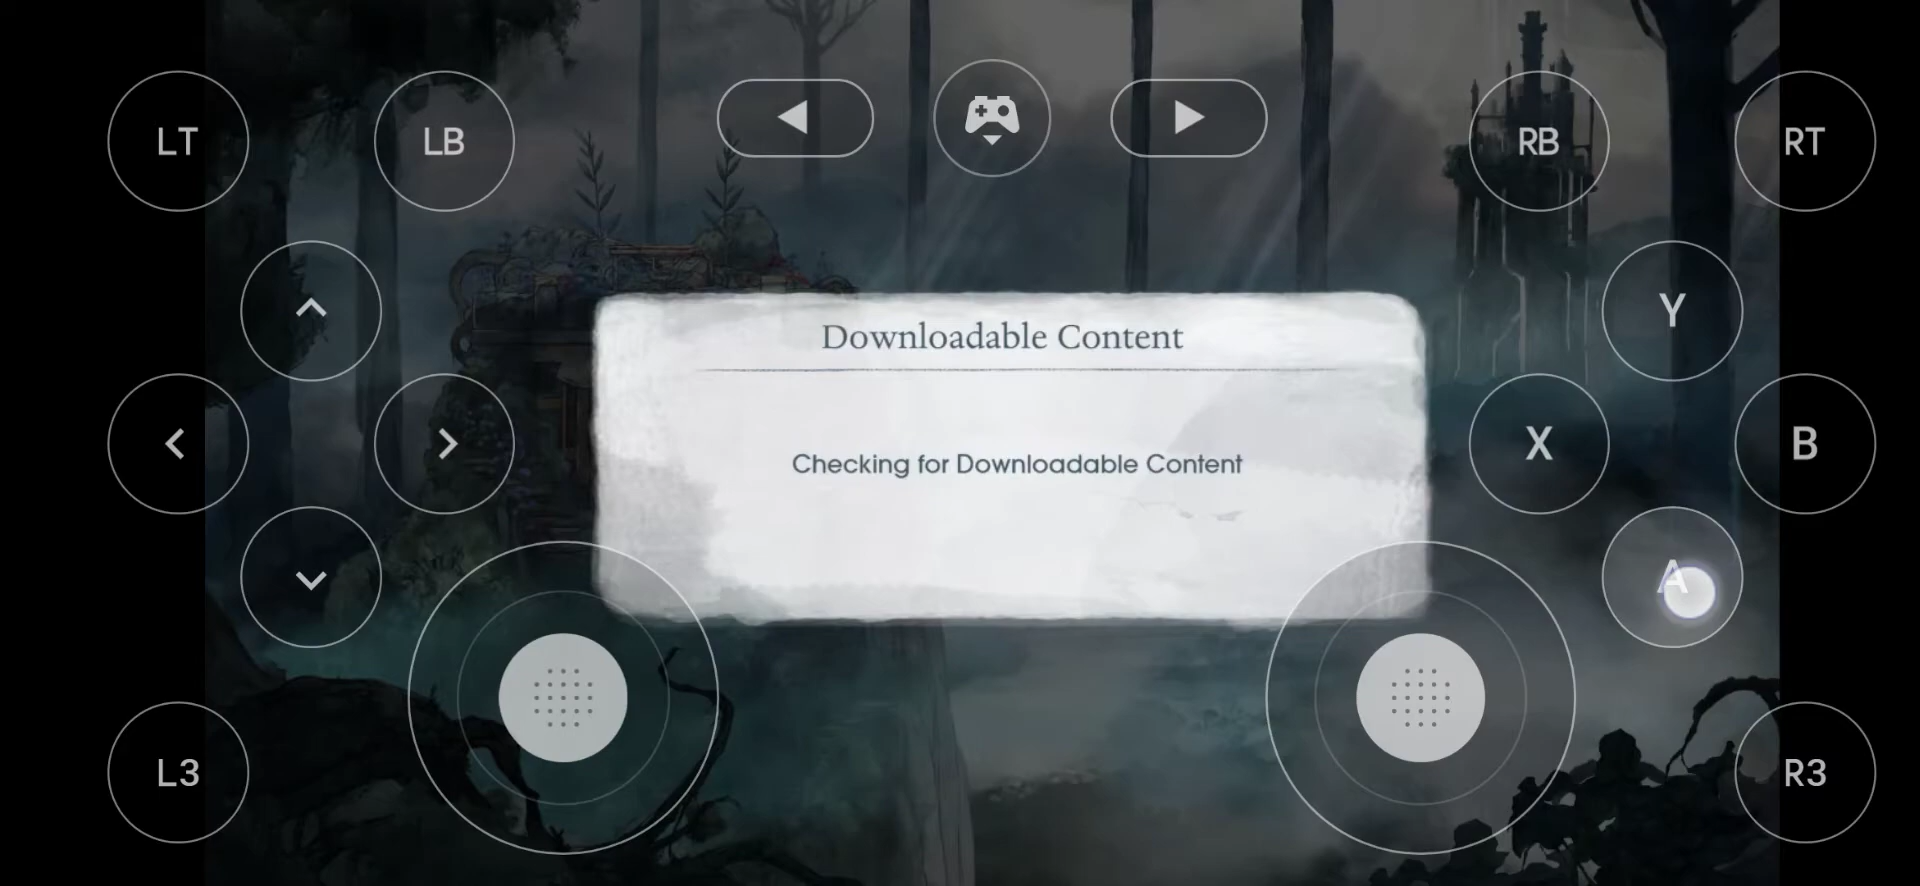 LT
LB
RB
RT
Y
X
B
A
L3
R3
Downloadable Content
Checking for Downloadable Content